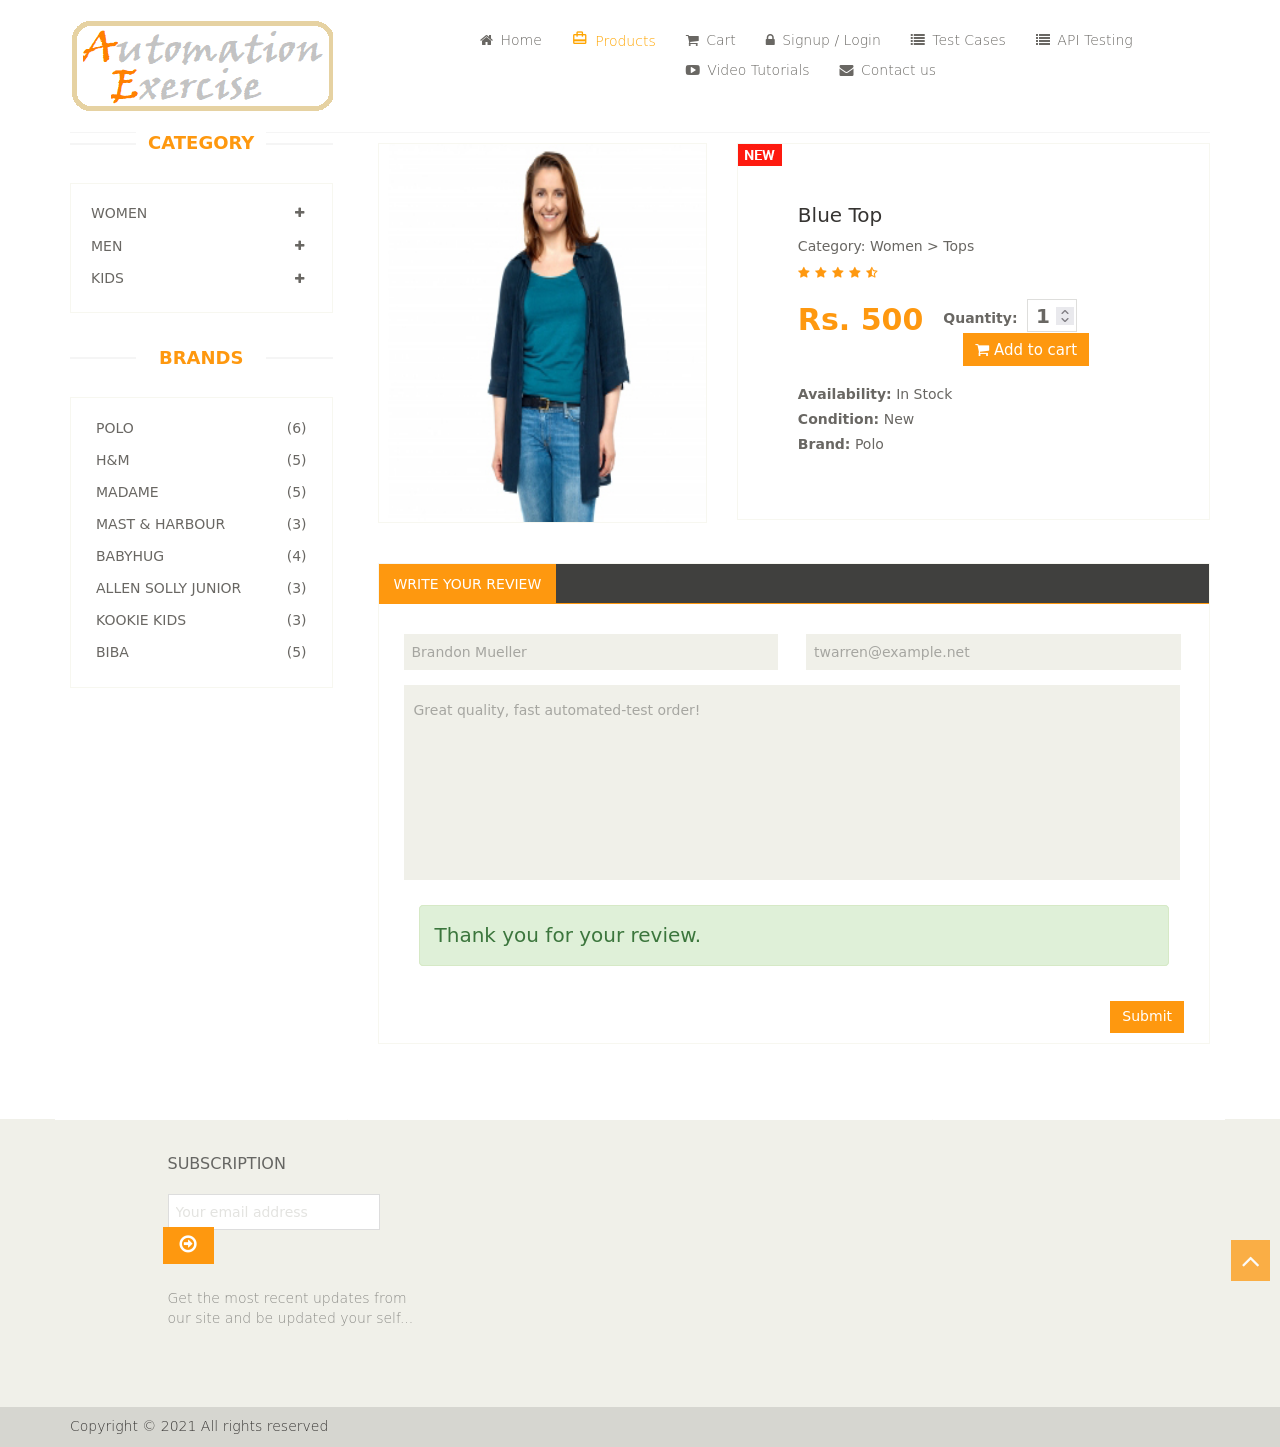 Automation
Exercise
Home
Products
Cart
Signup / Login
Test Cases
API Testing
Video Tutorials
Contact us
CATEGORY
WOMEN
MEN
KIDS
BRANDS
POLO (6)
H&M (5)
MADAME (5)
MAST & HARBOUR (3)
BABYHUG (4)
ALLEN SOLLY JUNIOR (3)
KOOKIE KIDS (3)
BIBA (5)
NEW
Blue Top
Category: Women > Tops
Rs. 500 Quantity: 1
Add to cart
Availability: In Stock
Condition: New
Brand: Polo
WRITE YOUR REVIEW
Brandon Mueller
twarren@example.net
Great quality, fast automated-test order!
Thank you for your review.
Submit
SUBSCRIPTION
Your email address
Get the most recent updates from
our site and be updated your self...
Copyright © 2021 All rights reserved